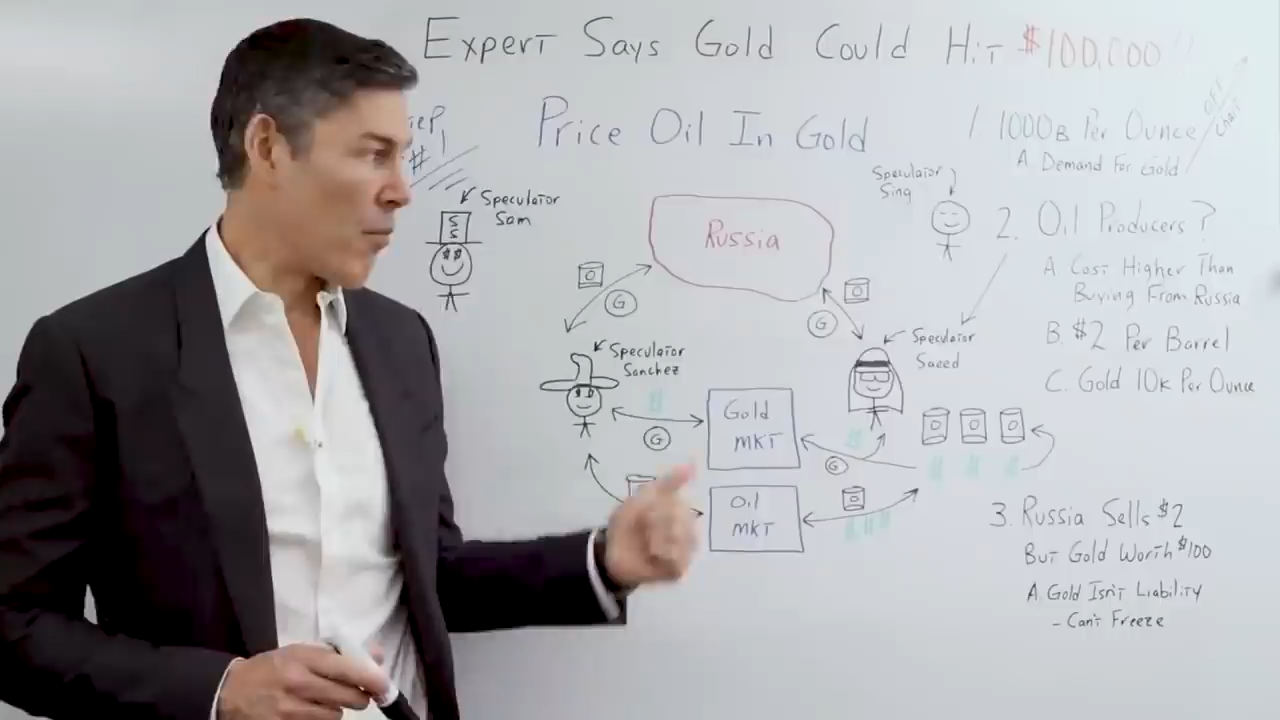 Expert Says Gold Could Hit $100,000
Price Oil In Gold
#1
Speculator
Sam
$$
Russia
G
G
Speculator
Sanchez
Gold
MKT
G
Oil
MKT
Speculator
Sing
Speculator
Saeed
G
1. 1000B Per Ounce
A Demand For Gold
OFF
Chart
2. Oil Producers?
A Cost Higher Than
Buying From Russia
B. $2 Per Barrel
C. Gold 10K Per Ounce
3. Russia Sells $2
But Gold Worth $100
A. Gold Isn't Liability
- Can't Freeze